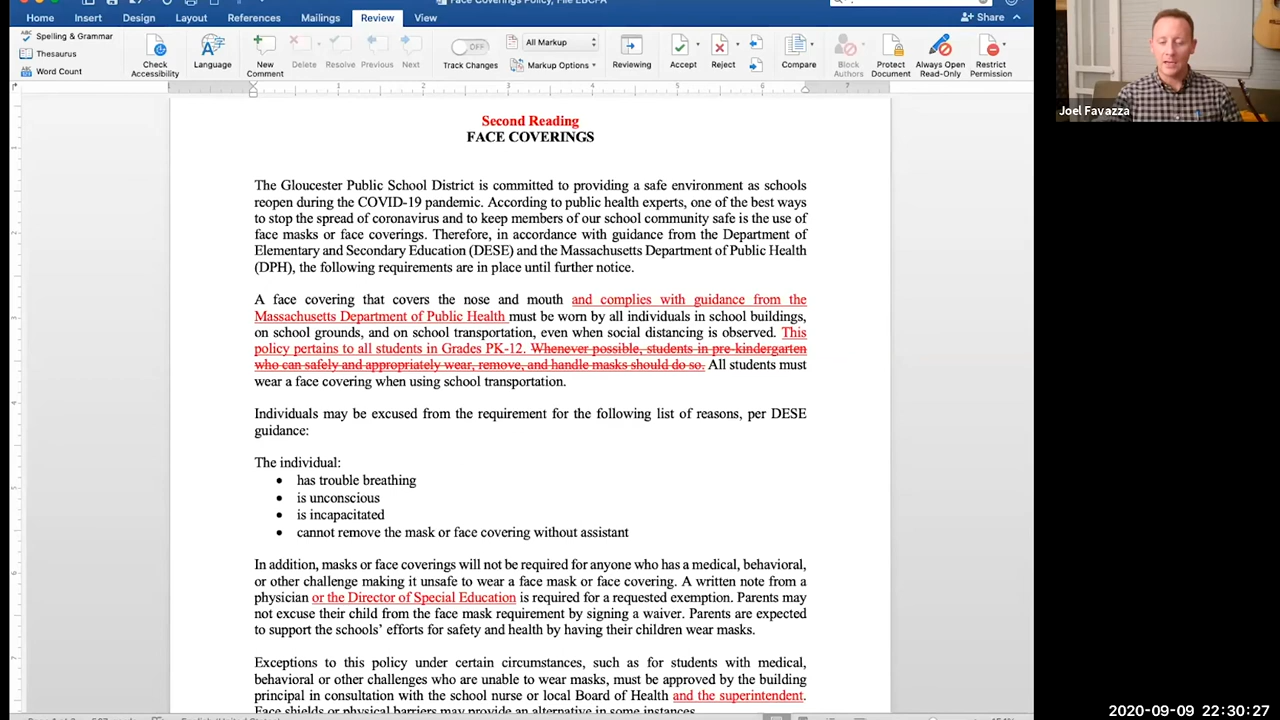 Face Coverings Policy, File EBCFA
Home Insert Design Layout References Mailings Review View Share
Spelling & Grammar
Thesaurus
Word Count
Check Accessibility
Language
New Comment
Delete
Resolve
Previous
Next
OFF
Track Changes
All Markup
Markup Options
Reviewing
Accept
Reject
Compare
Block Authors
Protect Document
Always Open Read-Only
Restrict Permission
Joel Favazza
Second Reading
FACE COVERINGS
The Gloucester Public School District is committed to providing a safe environment as schools
reopen during the COVID-19 pandemic. According to public health experts, one of the best ways
to stop the spread of coronavirus and to keep members of our school community safe is the use of
face masks or face coverings. Therefore, in accordance with guidance from the Department of
Elementary and Secondary Education (DESE) and the Massachusetts Department of Public Health
(DPH), the following requirements are in place until further notice.
A face covering that covers the nose and mouth and complies with guidance from the
Massachusetts Department of Public Health must be worn by all individuals in school buildings,
on school grounds, and on school transportation, even when social distancing is observed. This
policy pertains to all students in Grades PK-12. Whenever possible, students in pre-kindergarten
who can safely and appropriately wear, remove, and handle masks should do so. All students must
wear a face covering when using school transportation.
Individuals may be excused from the requirement for the following list of reasons, per DESE
guidance:
The individual:
• has trouble breathing
• is unconscious
• is incapacitated
• cannot remove the mask or face covering without assistant
In addition, masks or face coverings will not be required for anyone who has a medical, behavioral,
or other challenge making it unsafe to wear a face mask or face covering. A written note from a
physician or the Director of Special Education is required for a requested exemption. Parents may
not excuse their child from the face mask requirement by signing a waiver. Parents are expected
to support the schools' efforts for safety and health by having their children wear masks.
Exceptions to this policy under certain circumstances, such as for students with medical,
behavioral or other challenges who are unable to wear masks, must be approved by the building
principal in consultation with the school nurse or local Board of Health and the superintendent.
Face shields or physical barriers may provide an alternative in some instances.
2020-09-09 22:30:27